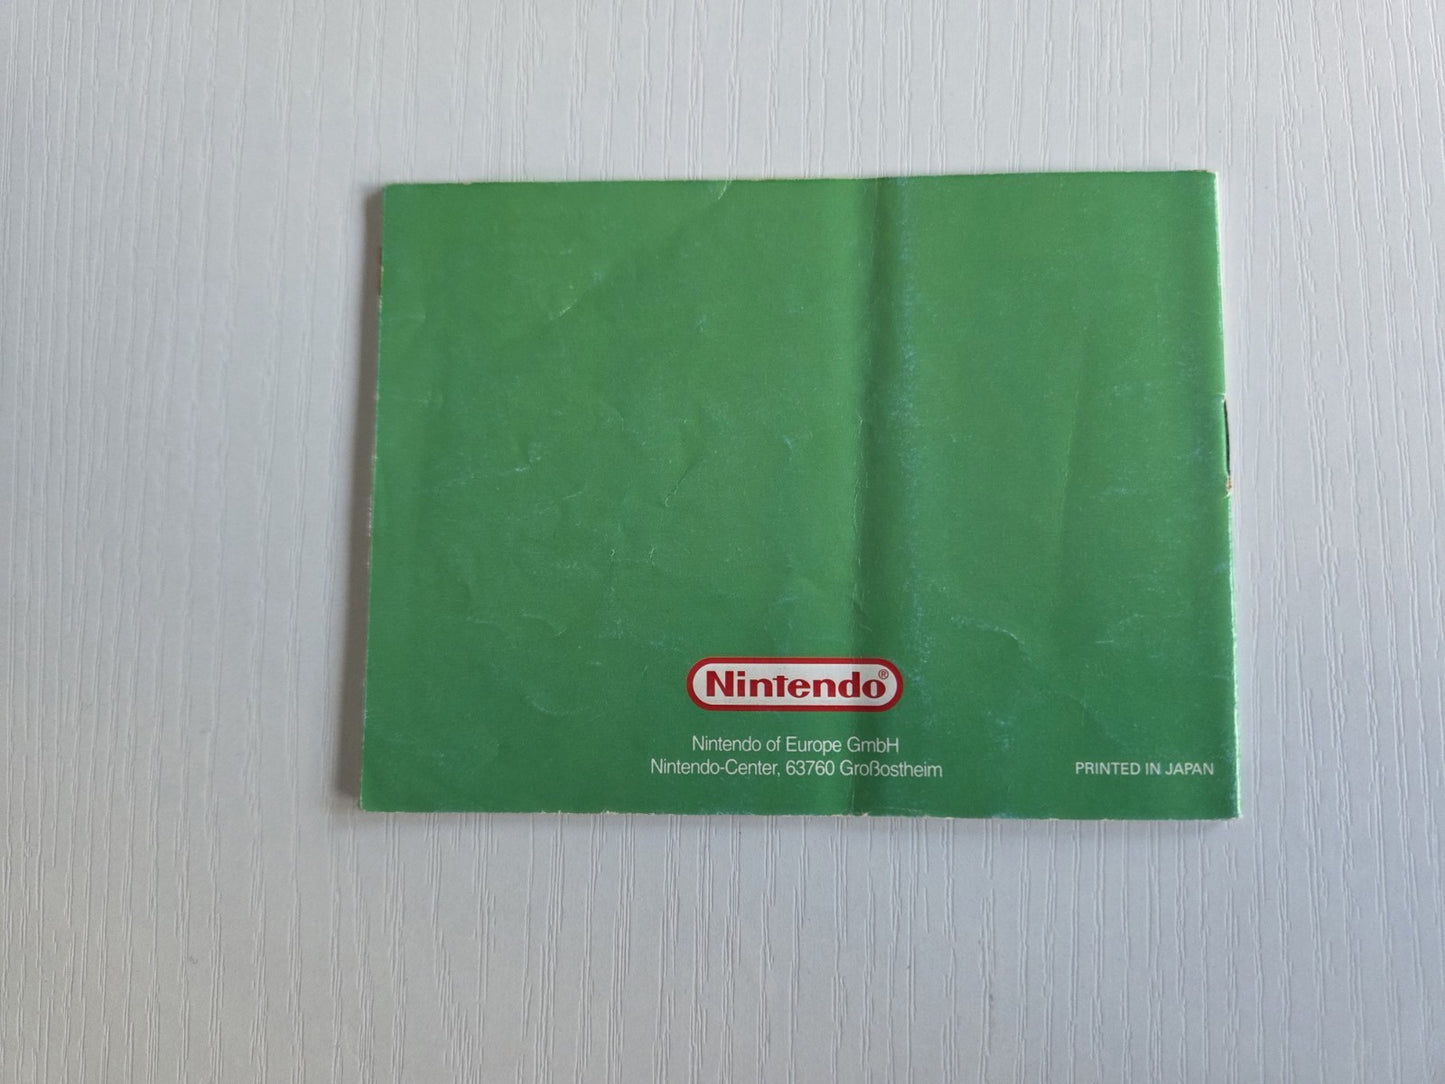 Nintendo®
Nintendo of Europe GmbH
Nintendo-Center, 63760 Großostheim
PRINTED IN JAPAN